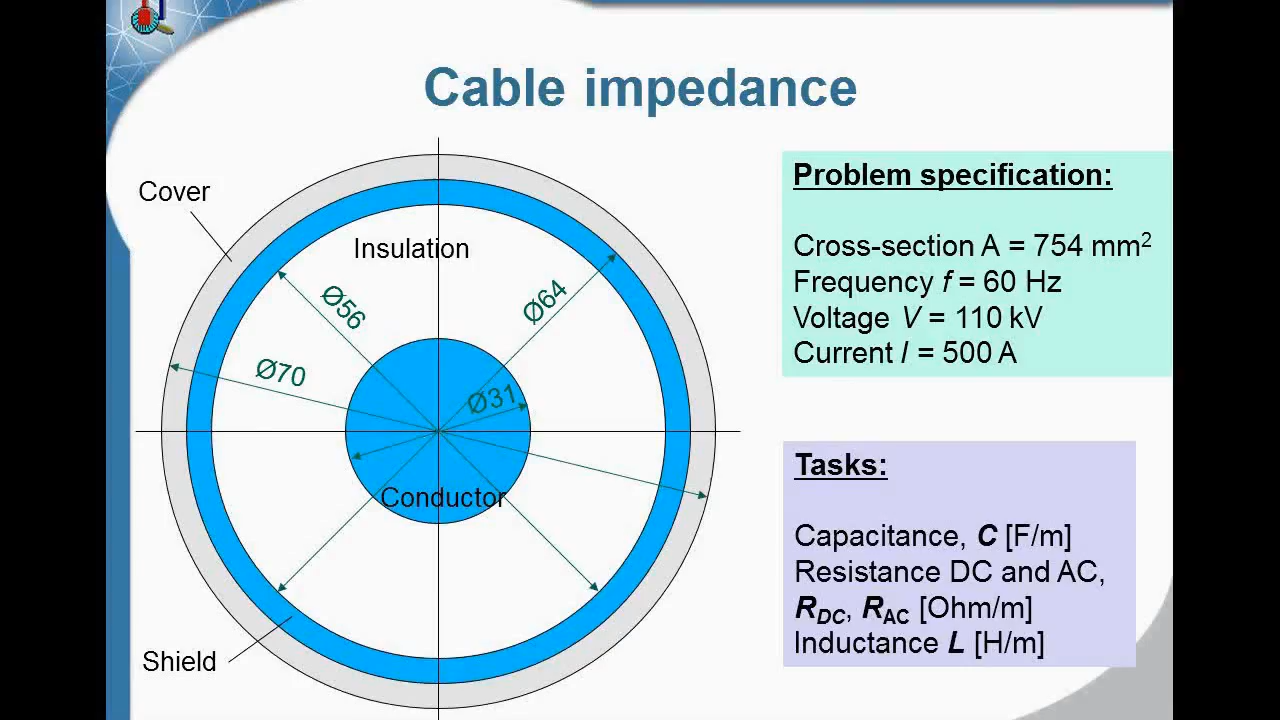 Cable impedance
Cover
Insulation
Ø56
Ø64
Ø70
Ø31
Conductor
Shield
Problem specification:
Cross-section A = 754 mm²
Frequency f = 60 Hz
Voltage V = 110 kV
Current I = 500 A
Tasks:
Capacitance, C [F/m]
Resistance DC and AC,
RDC, RAC [Ohm/m]
Inductance L [H/m]